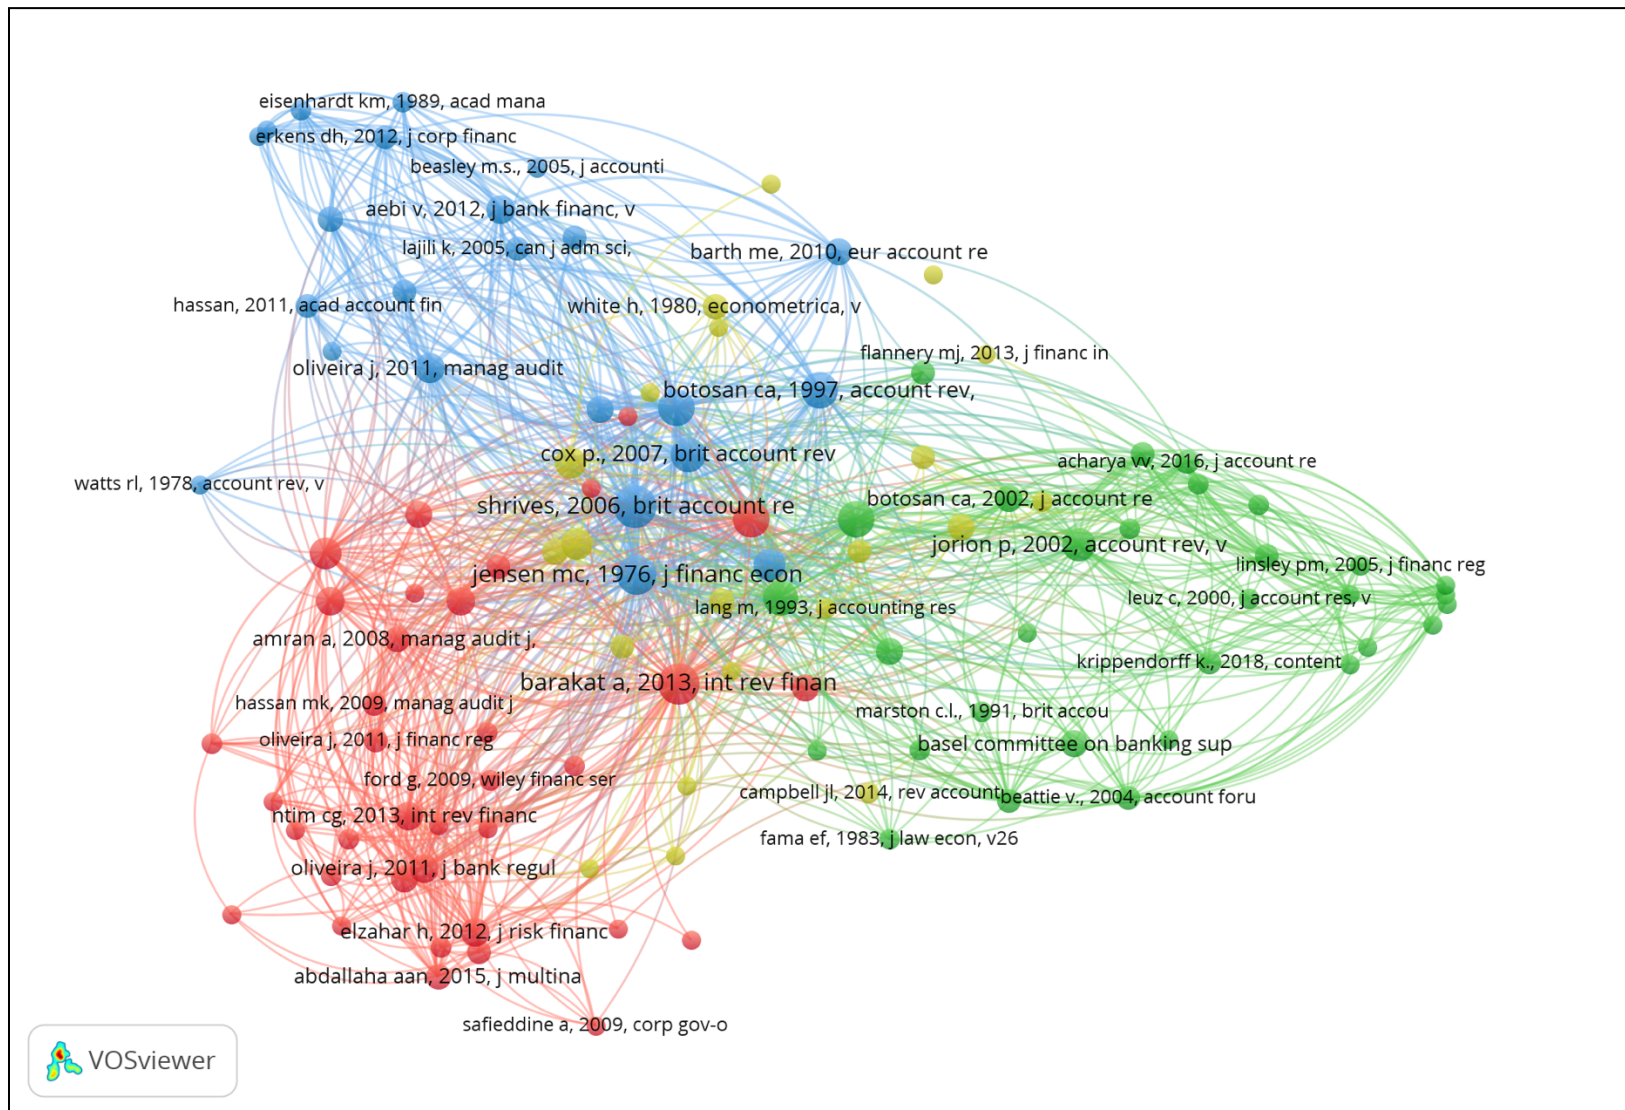 eisenhardt km, 1989, acad mana
erkens dh, 2012, j corp financ
beasley m.s., 2005, j accounti
aebi v, 2012, j bank financ, v
lajili k, 2005, can j adm sci,
barth me, 2010, eur account re
hassan, 2011, acad account fin
white h, 1980, econometrica, v
flannery mj, 2013, j financ in
oliveira j, 2011, manag audit
botosan ca, 1997, account rev,
cox p., 2007, brit account rev
acharya vv, 2016, j account re
watts rl, 1978, account rev, v
botosan ca, 2002, j account re
shrives, 2006, brit account re
jorion p, 2002, account rev, v
linsley pm, 2005, j financ reg
jensen mc, 1976, j financ econ
leuz c, 2000, j account res, v
lang m, 1993, j accounting res
amran a, 2008, manag audit j,
krippendorff k., 2018, content
barakat a, 2013, int rev finan
hassan mk, 2009, manag audit j
marston c.l., 1991, brit accou
oliveira j, 2011, j financ reg
basel committee on banking sup
ford g, 2009, wiley financ ser
campbell jl, 2014, rev account
beattie v., 2004, account foru
ntim cg, 2013, int rev financ
fama ef, 1983, j law econ, v26
oliveira j, 2011, j bank regul
elzahar h, 2012, j risk financ
abdallaha aan, 2015, j multina
safieddine a, 2009, corp gov-o
VOSviewer